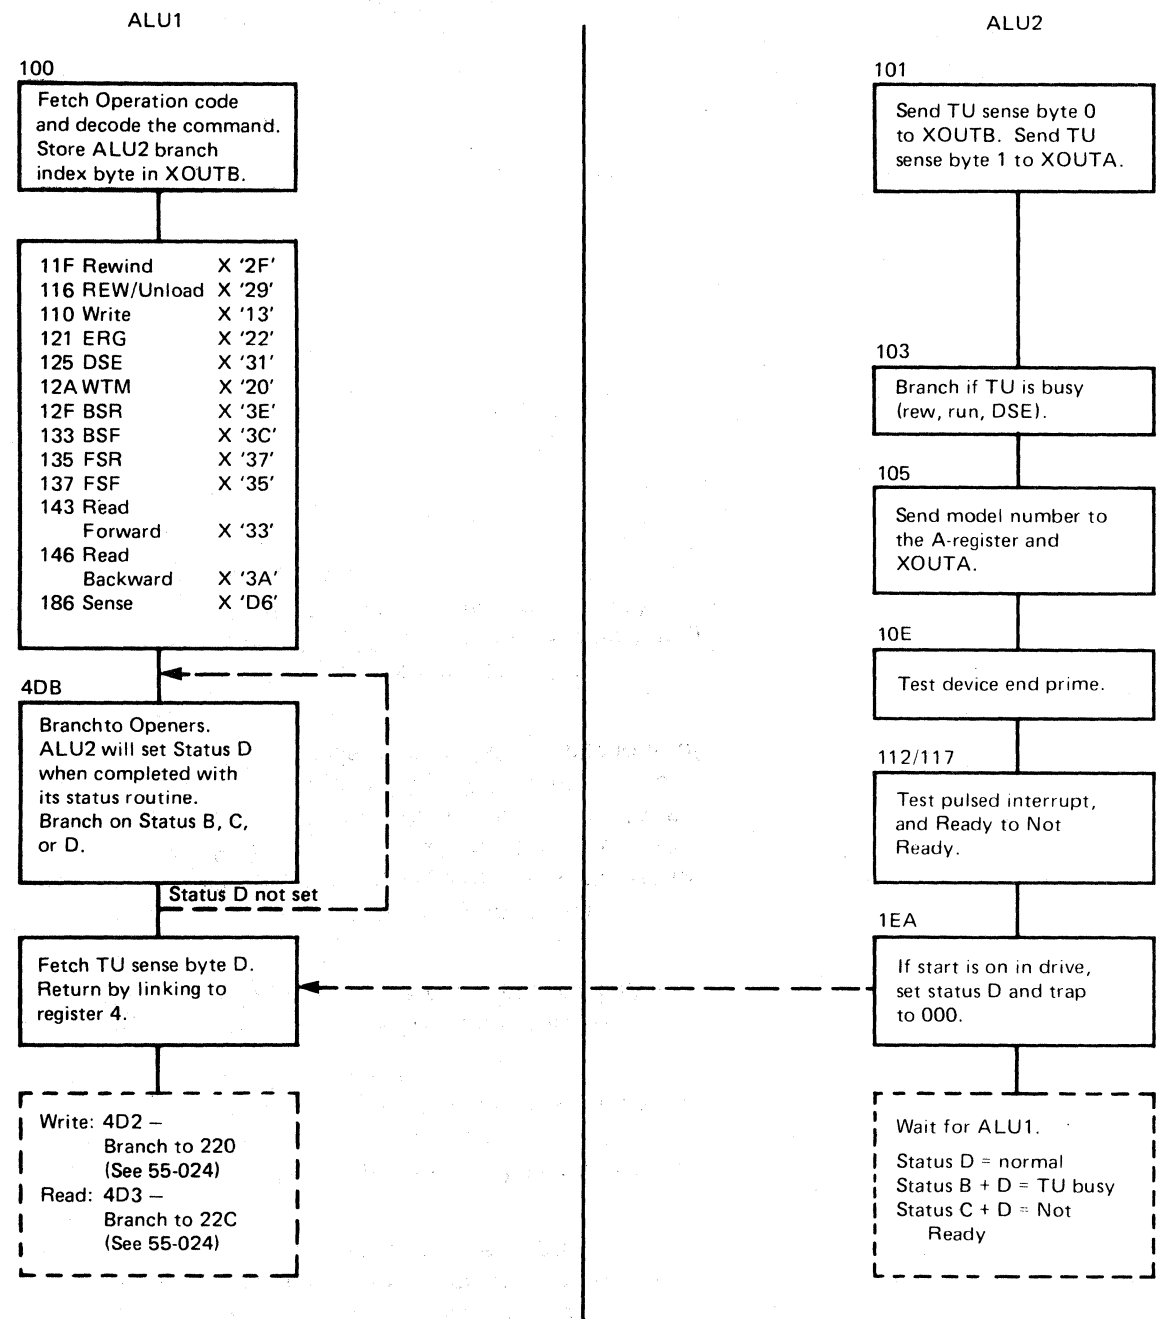 ALU1
100
Fetch Operation code
and decode the command.
Store ALU2 branch
index byte in XOUTB.
11F Rewind X '2F'
116 REW/Unload X '29'
110 Write X '13'
121 ERG X '22'
125 DSE X '31'
12A WTM X '20'
12F BSR X '3E'
133 BSF X '3C'
135 FSR X '37'
137 FSF X '35'
143 Read
Forward X '33'
146 Read
Backward X '3A'
186 Sense X 'D6'
4DB
Branch to Openers.
ALU2 will set Status D
when completed with
its status routine.
Branch on Status B, C,
or D.
Status D not set
Fetch TU sense byte D.
Return by linking to
register 4.
Write: 4D2 –
Branch to 220
(See 55-024)
Read: 4D3 –
Branch to 22C
(See 55-024)
ALU2
101
Send TU sense byte 0
to XOUTB. Send TU
sense byte 1 to XOUTA.
103
Branch if TU is busy
(rew, run, DSE).
105
Send model number to
the A-register and
XOUTA.
10E
Test device end prime.
112/117
Test pulsed interrupt,
and Ready to Not
Ready.
1EA
If start is on in drive,
set status D and trap
to 000.
Wait for ALU1.
Status D = normal
Status B + D = TU busy
Status C + D = Not
Ready